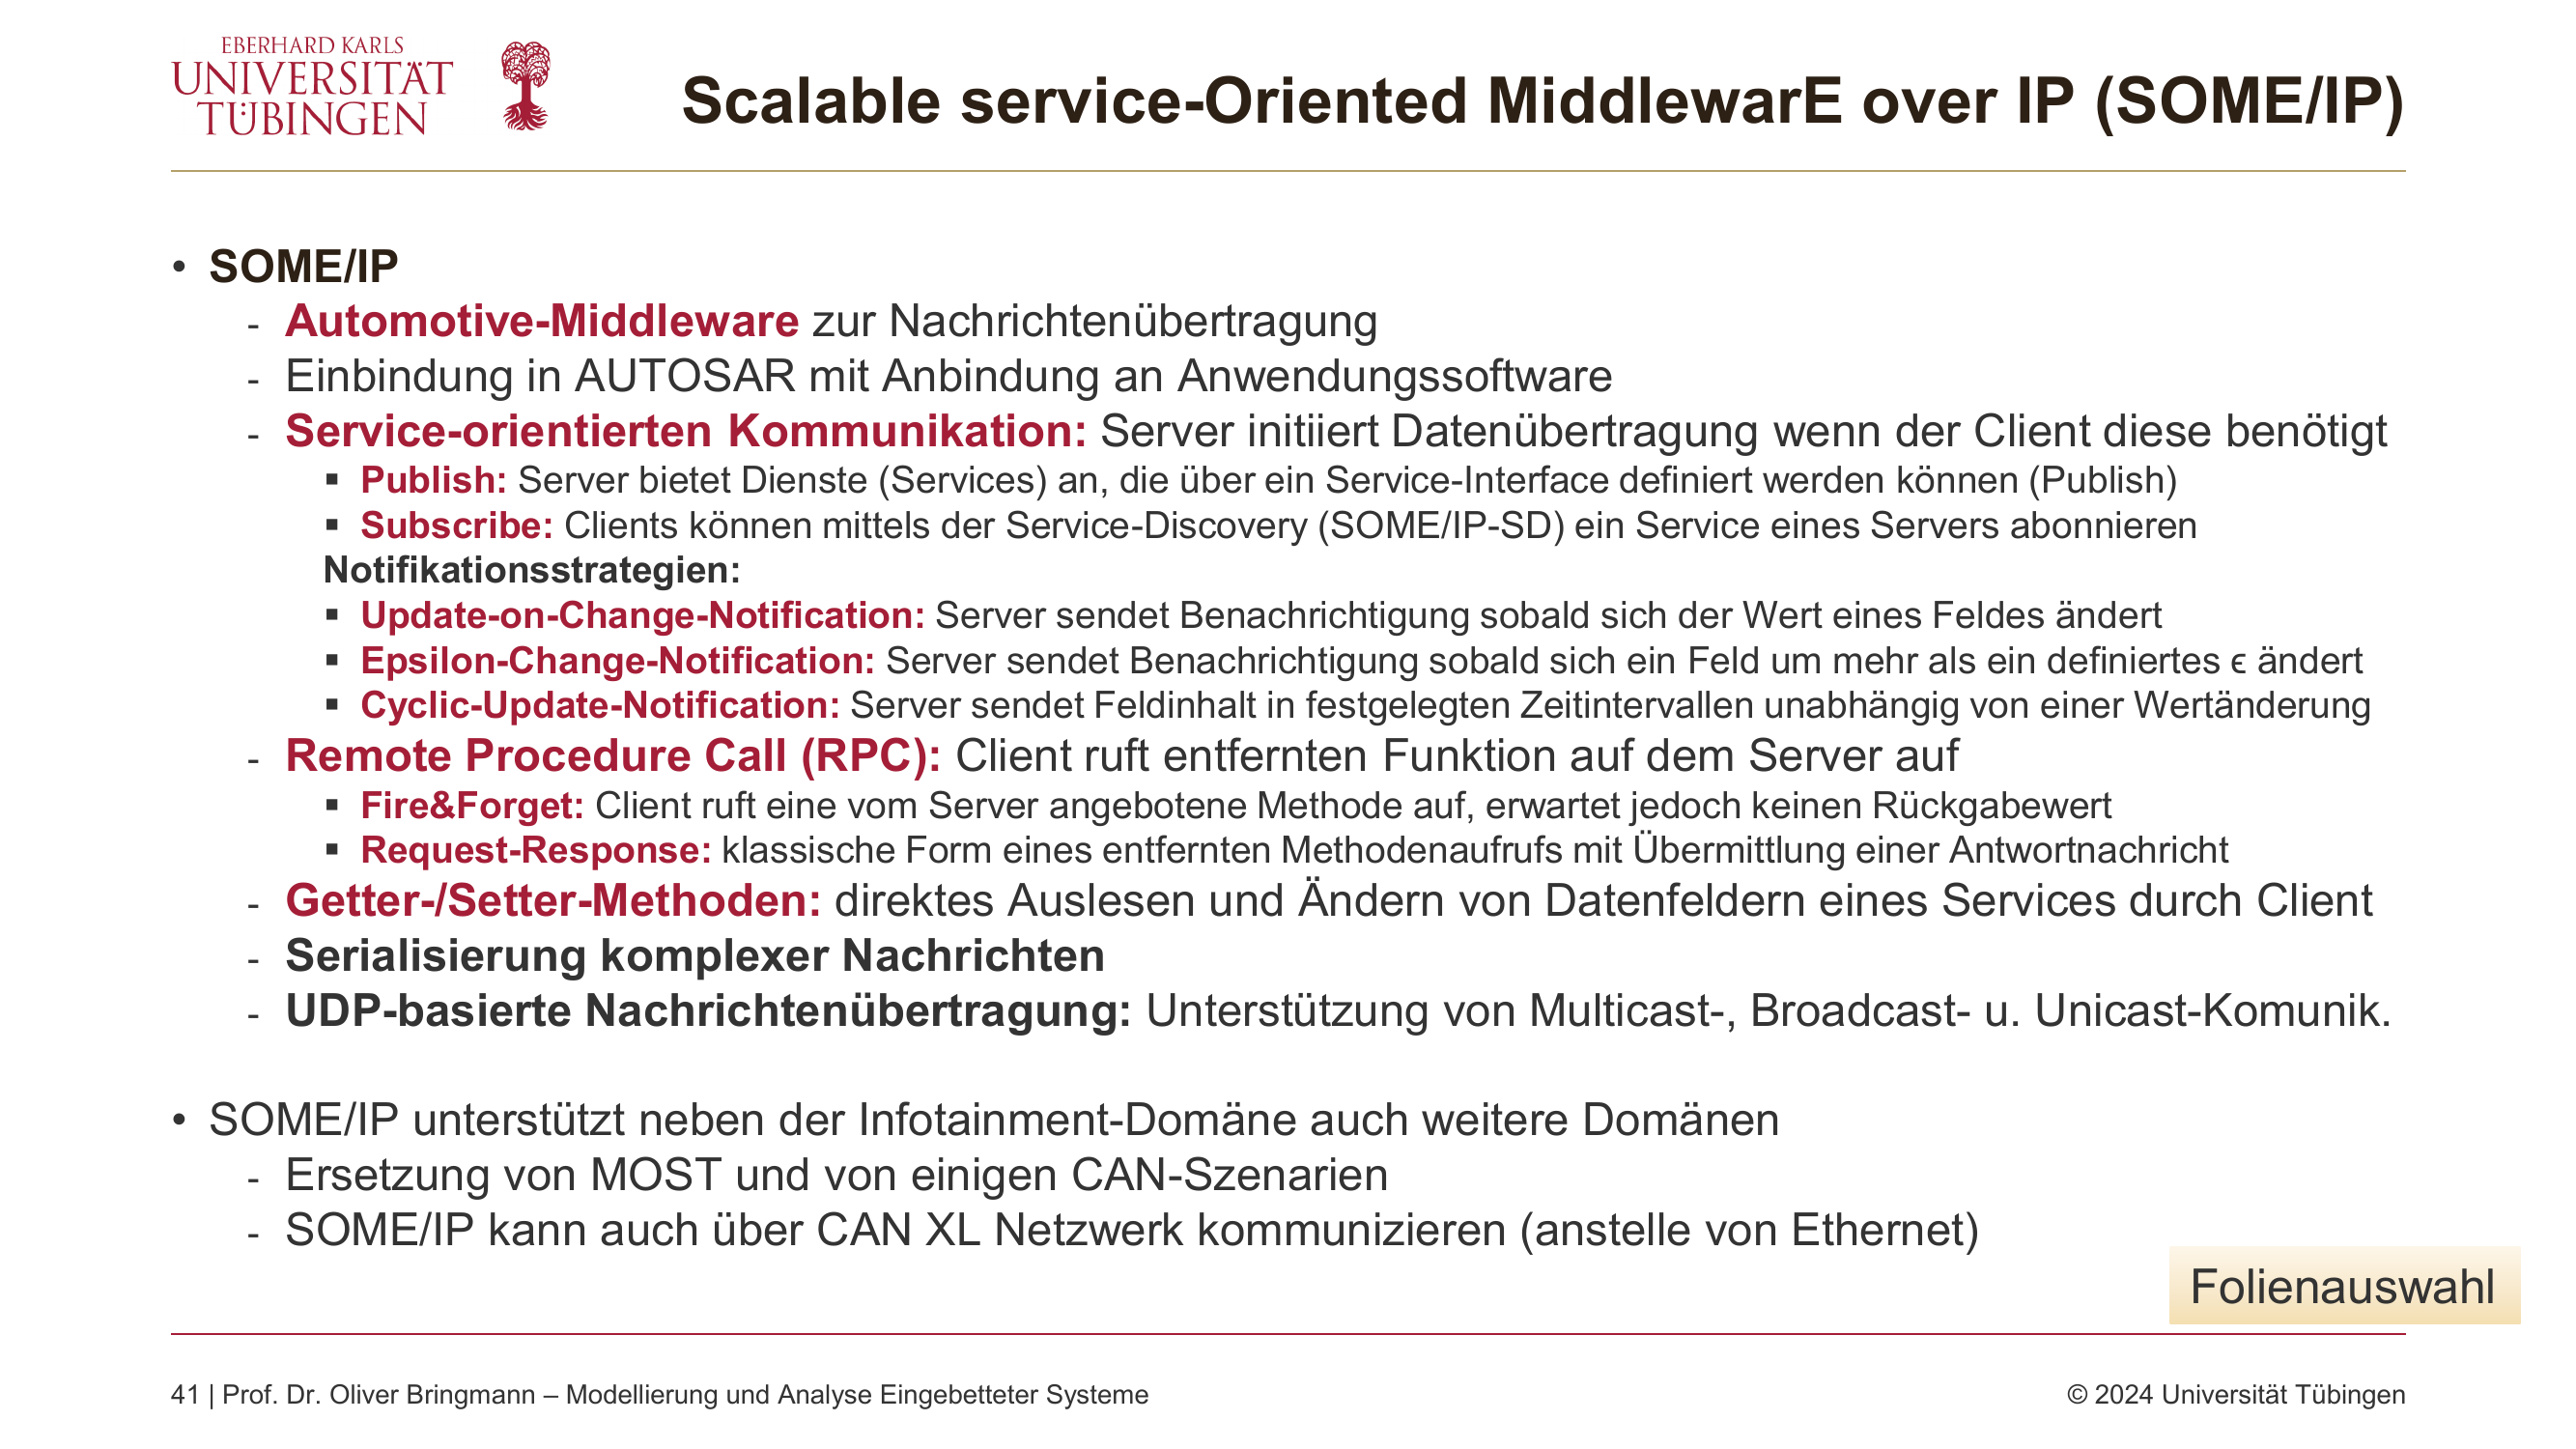 EBERHARD KARLS
UNIVERSITÄT
TÜBINGEN
Scalable service-Oriented MiddlewarE over IP (SOME/IP)
• SOME/IP
- Automotive-Middleware zur Nachrichtenübertragung
- Einbindung in AUTOSAR mit Anbindung an Anwendungssoftware
- Service-orientierten Kommunikation: Server initiiert Datenübertragung wenn der Client diese benötigt
▪ Publish: Server bietet Dienste (Services) an, die über ein Service-Interface definiert werden können (Publish)
▪ Subscribe: Clients können mittels der Service-Discovery (SOME/IP-SD) ein Service eines Servers abonnieren
Notifikationsstrategien:
▪ Update-on-Change-Notification: Server sendet Benachrichtigung sobald sich der Wert eines Feldes ändert
▪ Epsilon-Change-Notification: Server sendet Benachrichtigung sobald sich ein Feld um mehr als ein definiertes ϵ ändert
▪ Cyclic-Update-Notification: Server sendet Feldinhalt in festgelegten Zeitintervallen unabhängig von einer Wertänderung
- Remote Procedure Call (RPC): Client ruft entfernten Funktion auf dem Server auf
▪ Fire&Forget: Client ruft eine vom Server angebotene Methode auf, erwartet jedoch keinen Rückgabewert
▪ Request-Response: klassische Form eines entfernten Methodenaufrufs mit Übermittlung einer Antwortnachricht
- Getter-/Setter-Methoden: direktes Auslesen und Ändern von Datenfeldern eines Services durch Client
- Serialisierung komplexer Nachrichten
- UDP-basierte Nachrichtenübertragung: Unterstützung von Multicast-, Broadcast- u. Unicast-Komunik.
• SOME/IP unterstützt neben der Infotainment-Domäne auch weitere Domänen
- Ersetzung von MOST und von einigen CAN-Szenarien
- SOME/IP kann auch über CAN XL Netzwerk kommunizieren (anstelle von Ethernet)
Folienauswahl
41 | Prof. Dr. Oliver Bringmann – Modellierung und Analyse Eingebetteter Systeme
© 2024 Universität Tübingen